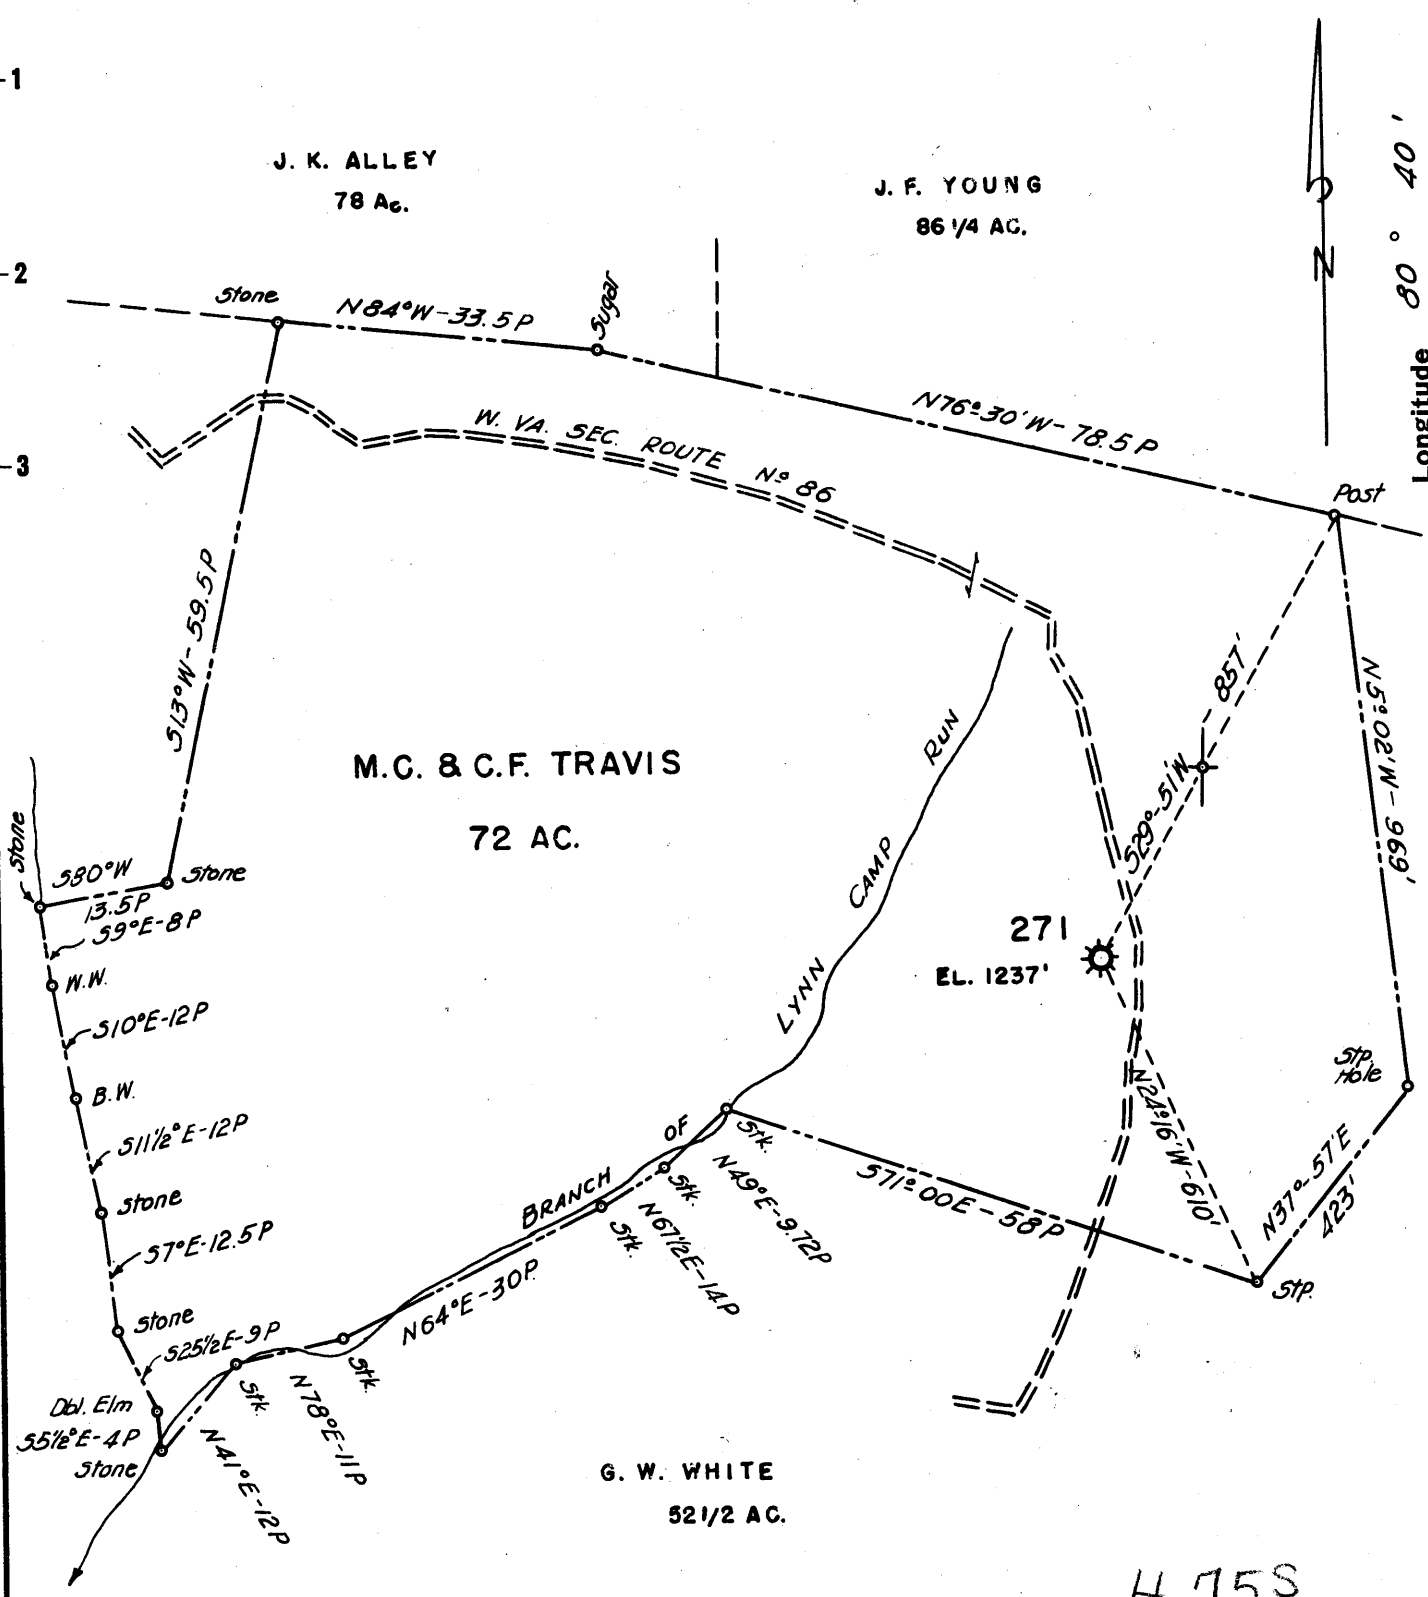 -1
J. K. ALLEY
78 Ac.
J. F. YOUNG
86 1/4 AC.
N
80° 40'
Longitude
-2
Stone
N84°W-33.5P
Sugar
N76°30'W-78.5P
Post
-3
W. VA. SEC. ROUTE Nº 86
S13°W-59.5P
857'
S29°-51'W
N5°02'W-969'
M.C. & C.F. TRAVIS
72 AC.
RUN
CAMP
LYNN
OF
BRANCH
Stone
S80°W
13.5P
Stone
S9°E-8P
W.W.
S10°E-12P
B.W.
S11½°E-12P
Stone
S7°E-12.5P
Stone
S25½E-9P
Dbl. Elm
S5½°E-4P
Stone
271
EL. 1237'
Stp.
Hole
N24°16'W-610'
N37°-57'E
423'
Stp.
S71°00E-58P
Stk.
N49°E-9.72P
Stk.
N67½E-14P
Stk.
N64°E-30P.
Stk.
N78°E-11P
Stk.
N41°E-12P
G. W. WHITE
52 1/2 AC.
4.75S